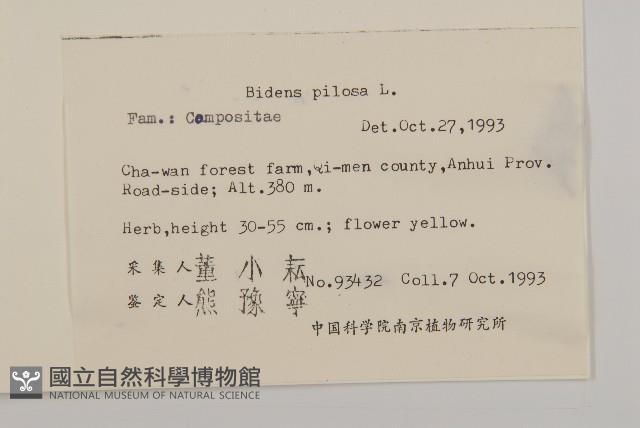 Bidens pilosa L.
Fam.: Compositae
Det.Oct.27,1993
Cha-wan forest farm,Qi-men county,Anhui Prov.
Road-side; Alt.380 m.
Herb,height 30-55 cm.; flower yellow.
采集人 董小耘
No.93432 Coll.7 Oct.1993
鉴定人 熊豫寧
中国科学院南京植物研究所
國立自然科學博物館
NATIONAL MUSEUM OF NATURAL SCIENCE